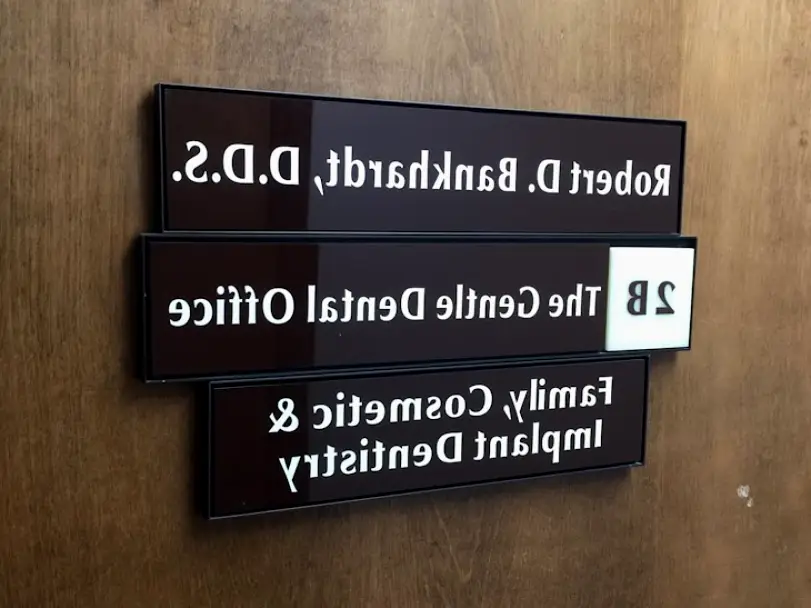 Robert D. Bankhardt, D.D.S.
2B The Gentle Dental Office
Family, Cosmetic &
Implant Dentistry